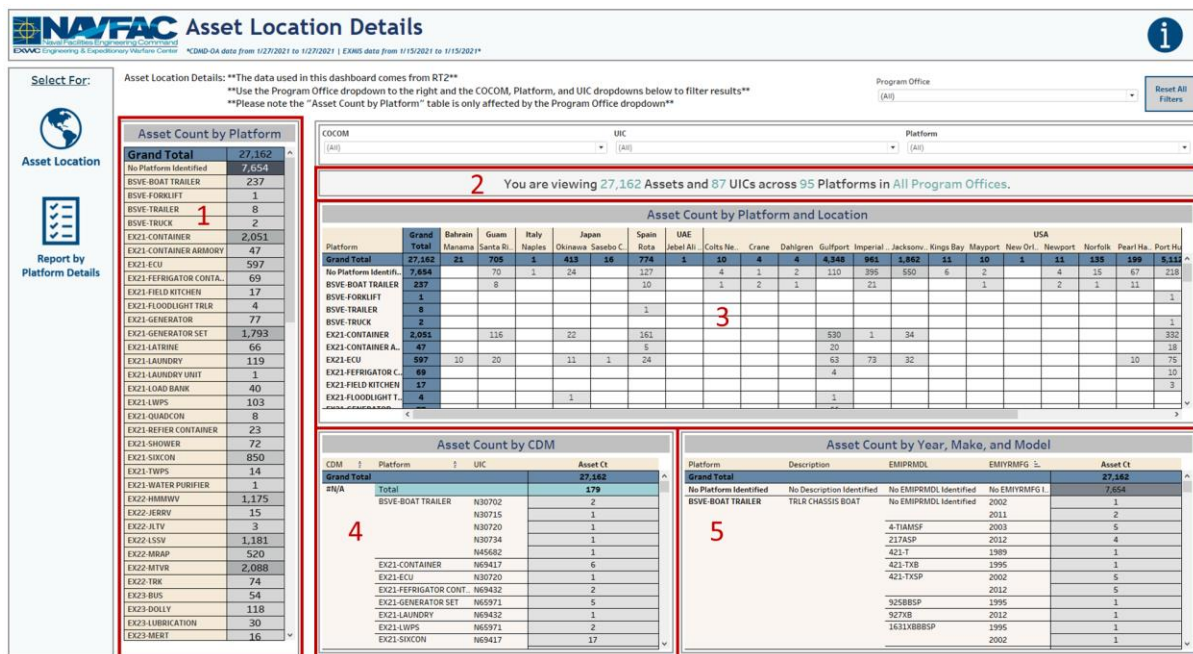 NAVFAC
Naval Facilities Engineering Command
EXWC Engineering & Expeditionary Warfare Center
Asset Location Details
*CDMD-OA data from 1/27/2021 to 1/27/2021 | EXMIS data from 1/15/2021 to 1/15/2021*
i
Select For:
Asset Location
Report by
Platform Details
Asset Location Details: **The data used in this dashboard comes from RT2**
**Use the Program Office dropdown to the right and the COCOM, Platform, and UIC dropdowns below to filter results**
**Please note the "Asset Count by Platform" table is only affected by the Program Office dropdown**
Program Office
(All)
Reset All
Filters
Asset Count by Platform
Grand Total 27,162
No Platform Identified 7,654
BSVE-BOAT TRAILER 237
BSVE-FORKLIFT 1
BSVE-TRAILER 8
BSVE-TRUCK 2
EX21-CONTAINER 2,051
EX21-CONTAINER ARMORY 47
EX21-ECU 597
EX21-FEFRIGATOR CONTA.. 69
EX21-FIELD KITCHEN 17
EX21-FLOODLIGHT TRLR 4
EX21-GENERATOR 77
EX21-GENERATOR SET 1,793
EX21-LATRINE 66
EX21-LAUNDRY 119
EX21-LAUNDRY UNIT 1
EX21-LOAD BANK 40
EX21-LWPS 103
EX21-QUADCON 8
EX21-REFIER CONTAINER 23
EX21-SHOWER 72
EX21-SIXCON 850
EX21-TWPS 14
EX21-WATER PURIFIER 1
EX22-HMMWV 1,175
EX22-JERRV 15
EX22-JLTV 3
EX22-LSSV 1,181
EX22-MRAP 520
EX22-MTVR 2,088
EX22-TRK 74
EX23-BUS 54
EX23-DOLLY 118
EX23-LUBRICATION 30
EX23-MERT 16
1
COCOM UIC Platform
(All) (All) (All)
2
You are viewing 27,162 Assets and 87 UICs across 95 Platforms in All Program Offices.
Asset Count by Platform and Location
Grand Bahrain Guam Italy Japan Spain UAE USA
Platform Total Manama Santa Ri.. Naples Okinawa Sasebo C.. Rota Jebel Ali .. Colts Ne.. Crane Dahlgren Gulfport Imperial .. Jacksonv.. Kings Bay Mayport New Orl.. Newport Norfolk Pearl Ha.. Port Hu
Grand Total 27,162 21 705 1 413 16 774 1 10 4 4 4,348 961 1,862 11 10 1 11 135 199 5,112
No Platform Identifi.. 7,654 70 1 24 127 4 1 2 110 395 550 6 2 4 15 67 218
BSVE-BOAT TRAILER 237 8 10 1 2 1 21 1 2 1 11
BSVE-FORKLIFT 1 1
BSVE-TRAILER 8 1
BSVE-TRUCK 2 1
EX21-CONTAINER 2,051 116 22 161 530 1 34 332
EX21-CONTAINER A.. 47 5 20 18
EX21-ECU 597 10 20 11 1 24 63 73 32 10 75
EX21-FEFRIGATOR C.. 69 4 10
EX21-FIELD KITCHEN 17 3
EX21-FLOODLIGHT T.. 4 1 1
3
Asset Count by CDM
CDM Platform UIC Asset Ct
Grand Total 27,162
#N/A Total 179
BSVE-BOAT TRAILER N30702 2
N30715 1
N30720 1
N30734 1
N45682 1
EX21-CONTAINER N69417 6
EX21-ECU N30720 1
EX21-FEFRIGATOR CONT.. N69432 2
EX21-GENERATOR SET N65971 5
EX21-LAUNDRY N69432 1
EX21-LWPS N65971 2
EX21-SIXCON N69417 17
4
Asset Count by Year, Make, and Model
Platform Description EMIPRMDL EMIYRMFG Asset Ct
Grand Total 27,162
No Platform Identified No Description Identified No EMIPRMDL Identified No EMIYRMFG I.. 7,654
BSVE-BOAT TRAILER TRLR CHASSIS BOAT No EMIPRMDL Identified 2002 1
2011 2
4-TIAMSF 2003 5
217ASP 2012 4
421-T 1989 1
421-TXB 1995 1
421-TXSP 2002 5
2012 5
925BBSP 1995 1
927XB 2012 1
1631XBBBSP 1995 1
2002 1
5